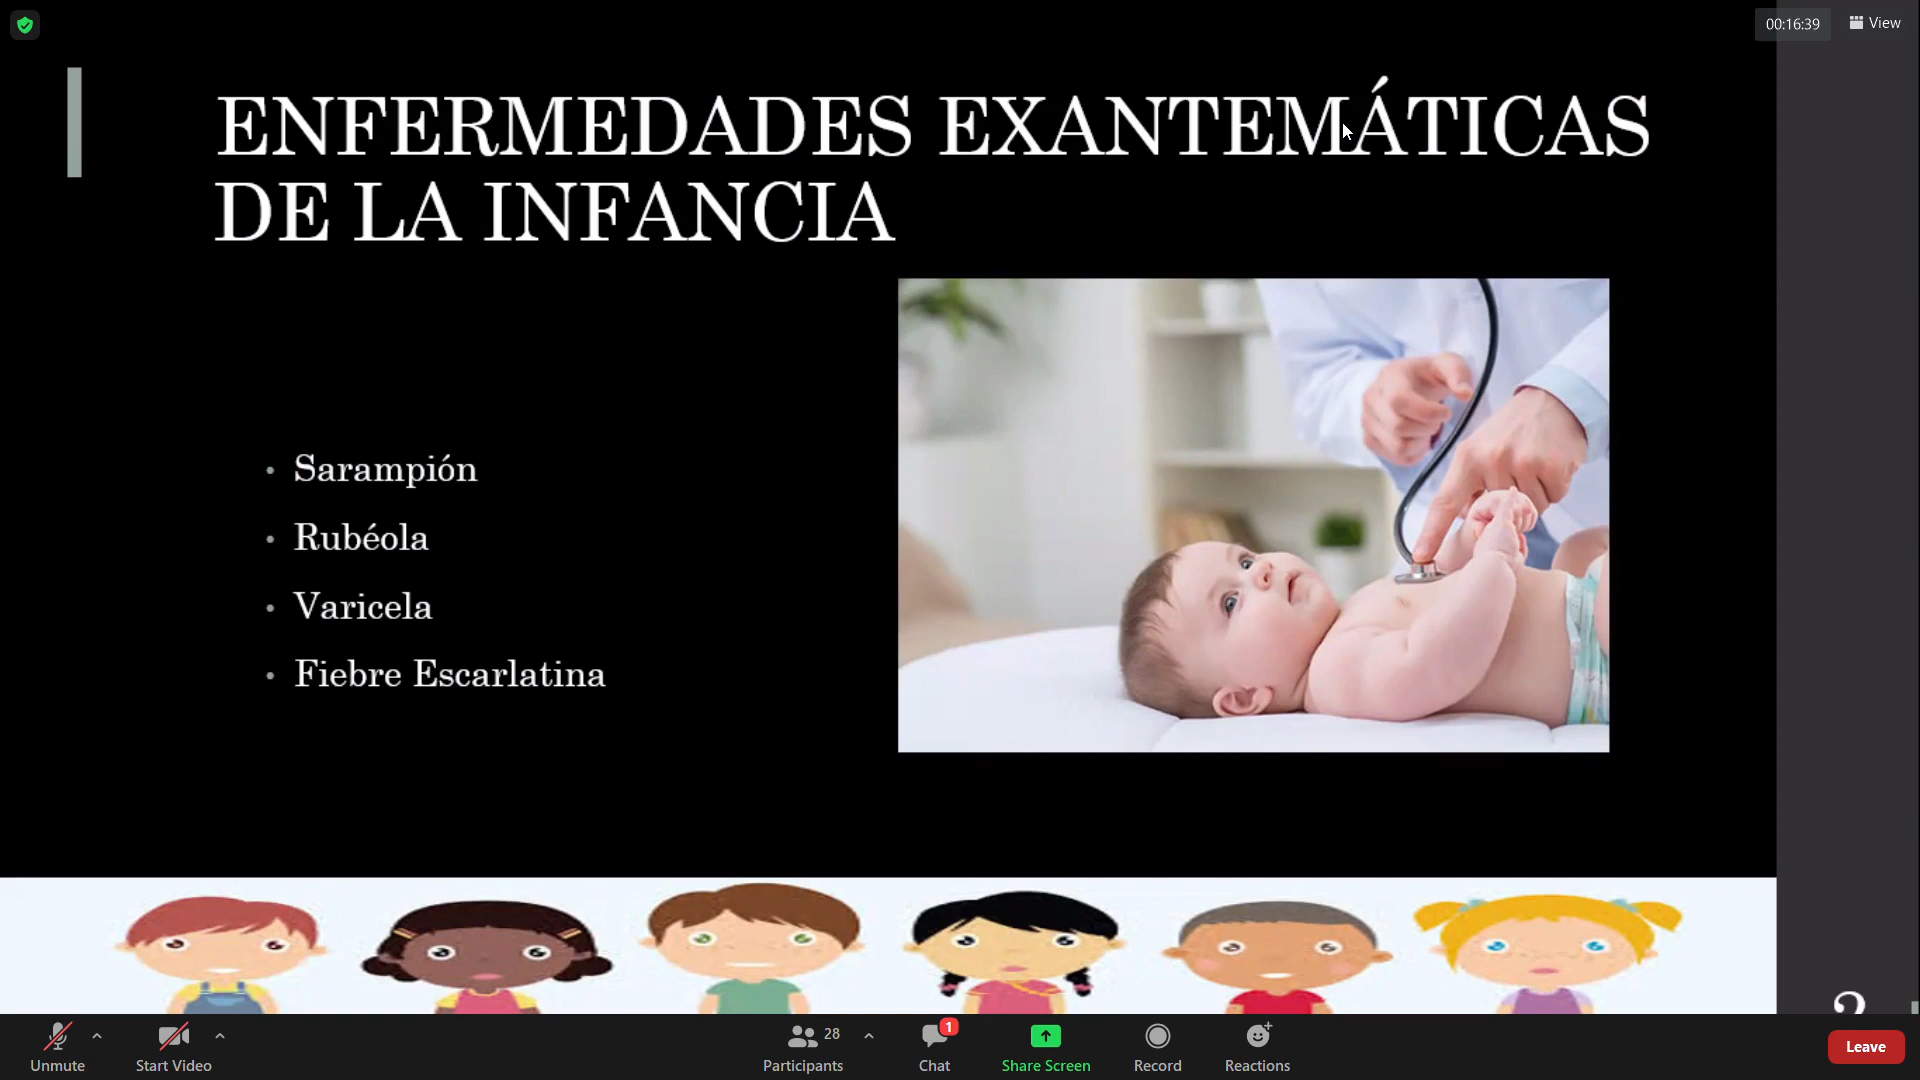 00:16:39
View
ENFERMEDADES EXANTEMÁTICAS
DE LA INFANCIA
• Sarampión
• Rubéola
• Varicela
• Fiebre Escarlatina
28
1
Unmute
Start Video
Participants
Chat
Share Screen
Record
Reactions
Leave